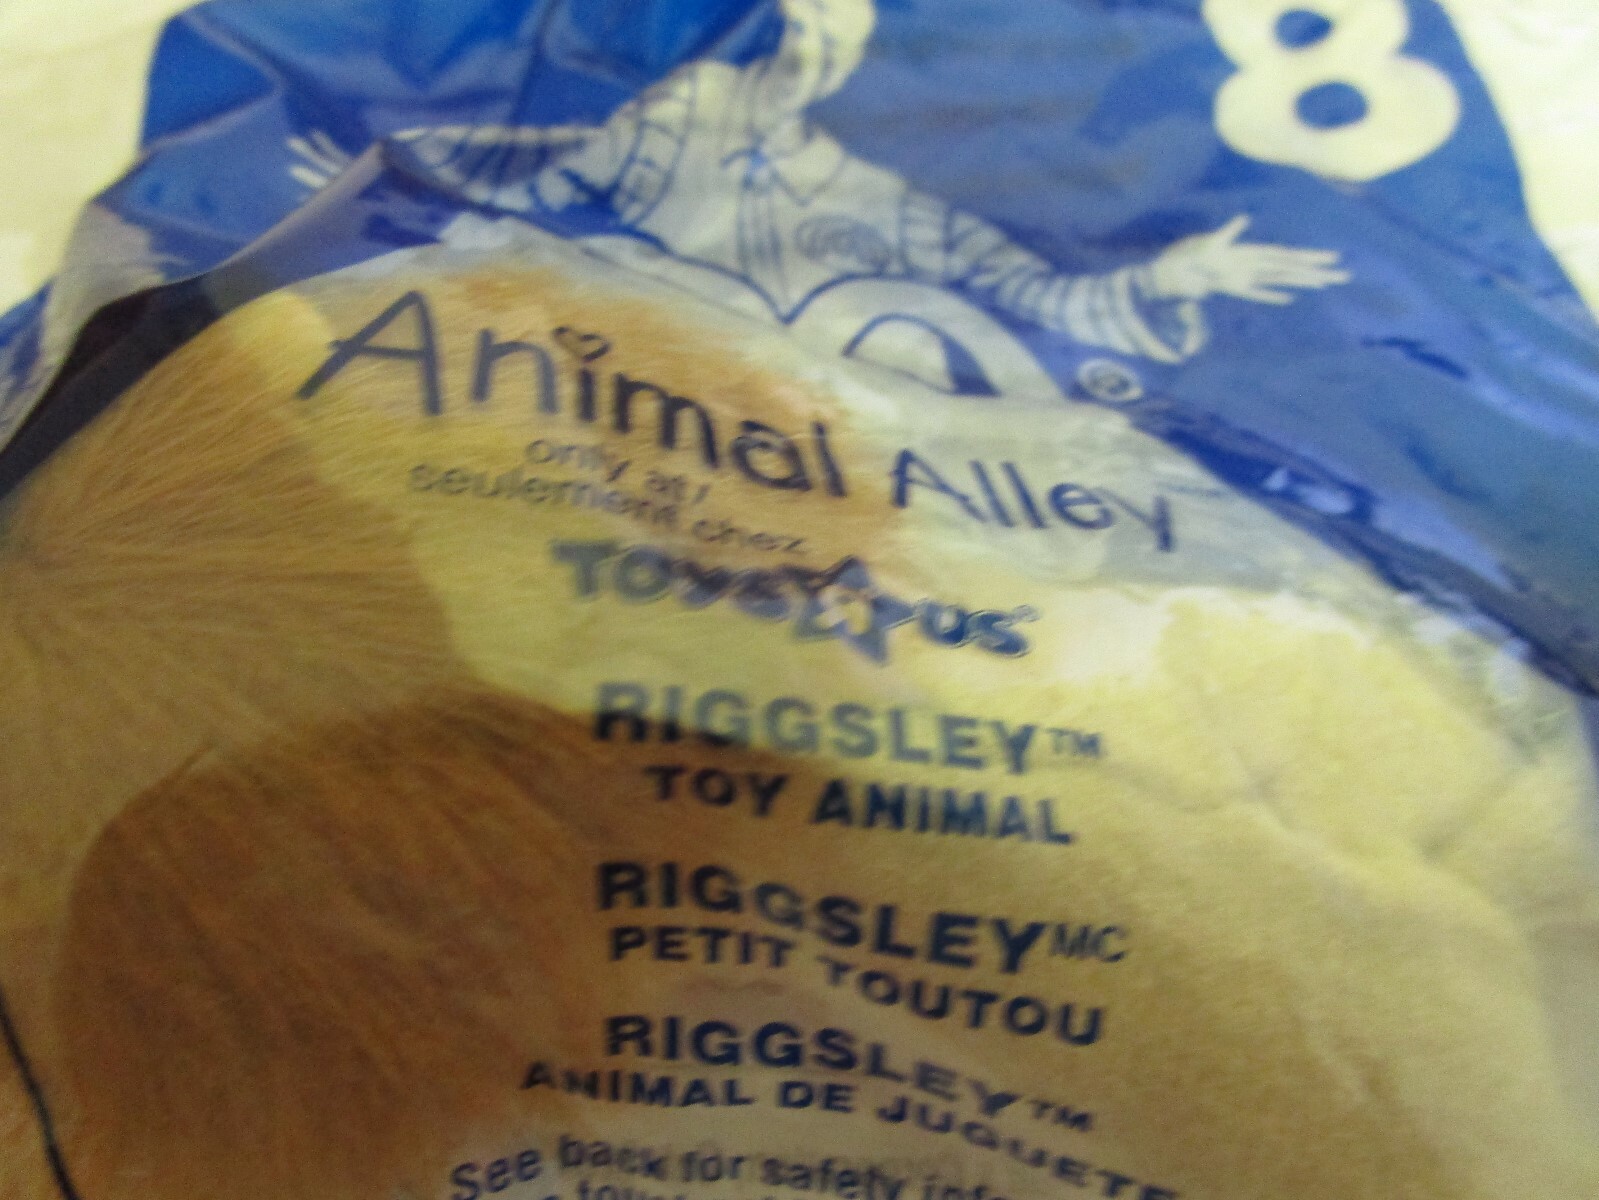 8
Animal Alley
only at/
seulement chez
TOYS R US®
RIGGSLEY™
TOY ANIMAL
RIGGSLEY MC
PETIT TOUTOU
RIGGSLEY™
ANIMAL DE JUGUETE
See back for safety